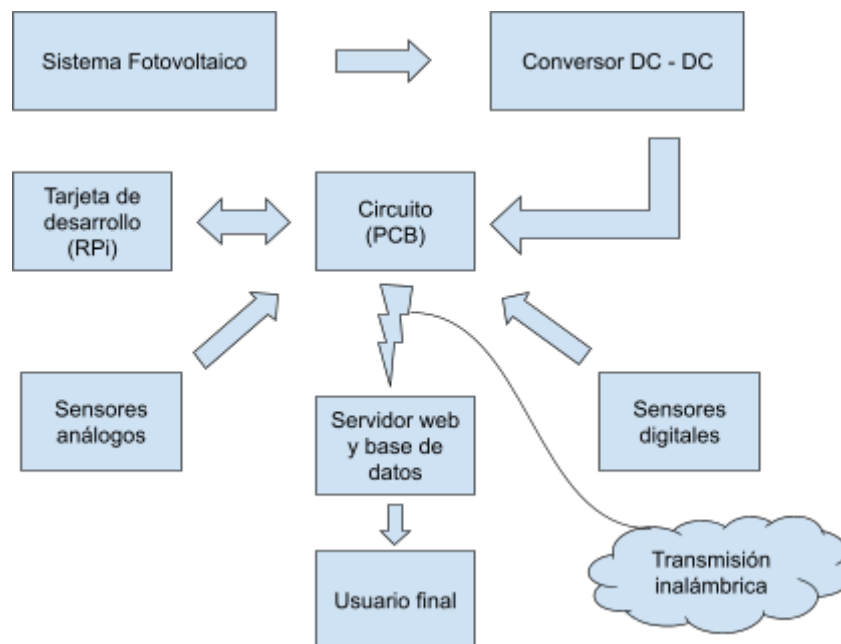 Sistema Fotovoltaico
Conversor DC - DC
Tarjeta de
desarrollo
(RPi)
Circuito
(PCB)
Sensores
análogos
Servidor web
y base de
datos
Sensores
digitales
Transmisión
inalámbrica
Usuario final